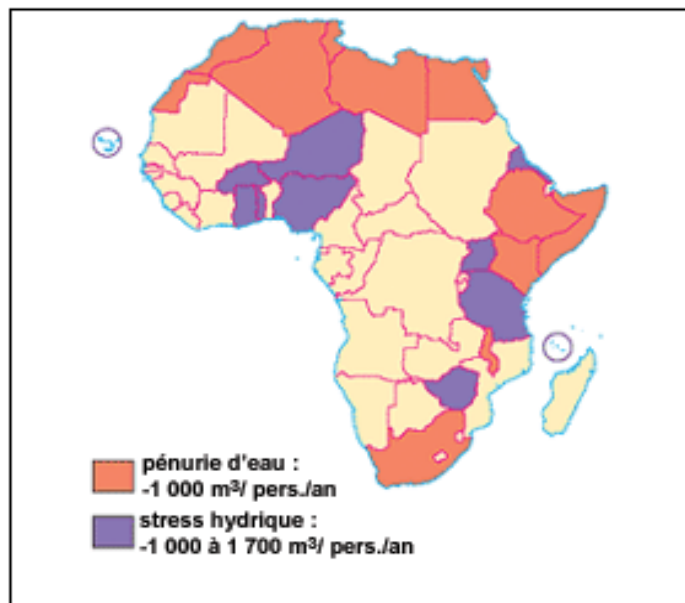 pénurie d'eau :
-1 000 m³/ pers./an
stress hydrique :
-1 000 à 1 700 m³/ pers./an